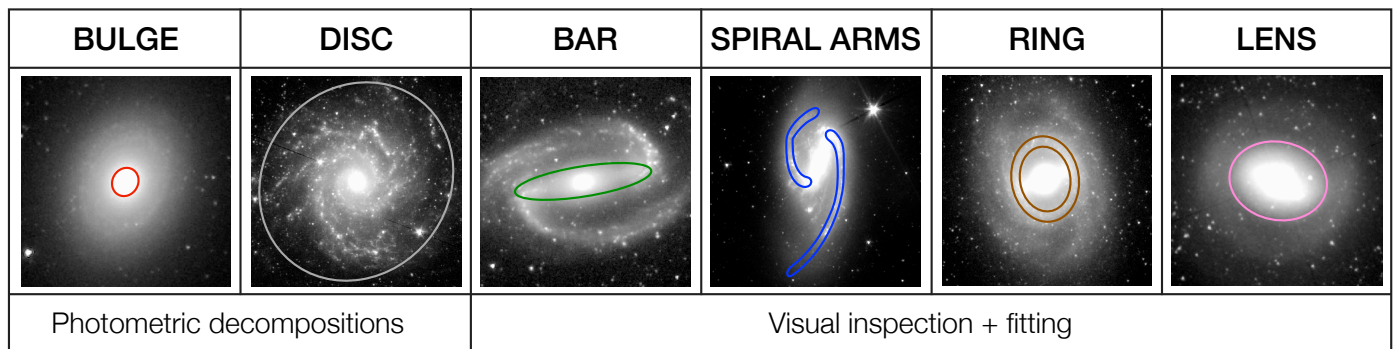 BULGE DISC BAR SPIRAL ARMS RING LENS
Photometric decompositions Visual inspection + fitting